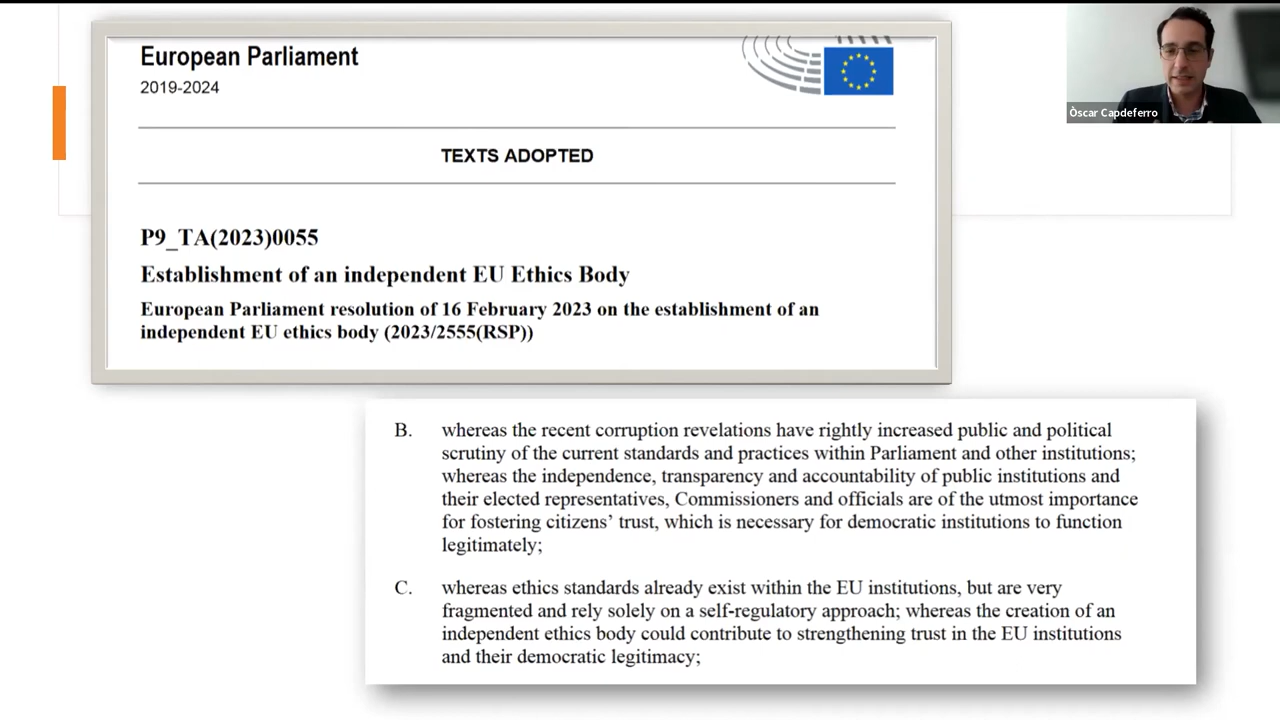 European Parliament
2019-2024
Òscar Capdeferro
TEXTS ADOPTED
P9_TA(2023)0055
Establishment of an independent EU Ethics Body
European Parliament resolution of 16 February 2023 on the establishment of an
independent EU ethics body (2023/2555(RSP))
B. whereas the recent corruption revelations have rightly increased public and political
scrutiny of the current standards and practices within Parliament and other institutions;
whereas the independence, transparency and accountability of public institutions and
their elected representatives, Commissioners and officials are of the utmost importance
for fostering citizens’ trust, which is necessary for democratic institutions to function
legitimately;
C. whereas ethics standards already exist within the EU institutions, but are very
fragmented and rely solely on a self-regulatory approach; whereas the creation of an
independent ethics body could contribute to strengthening trust in the EU institutions
and their democratic legitimacy;